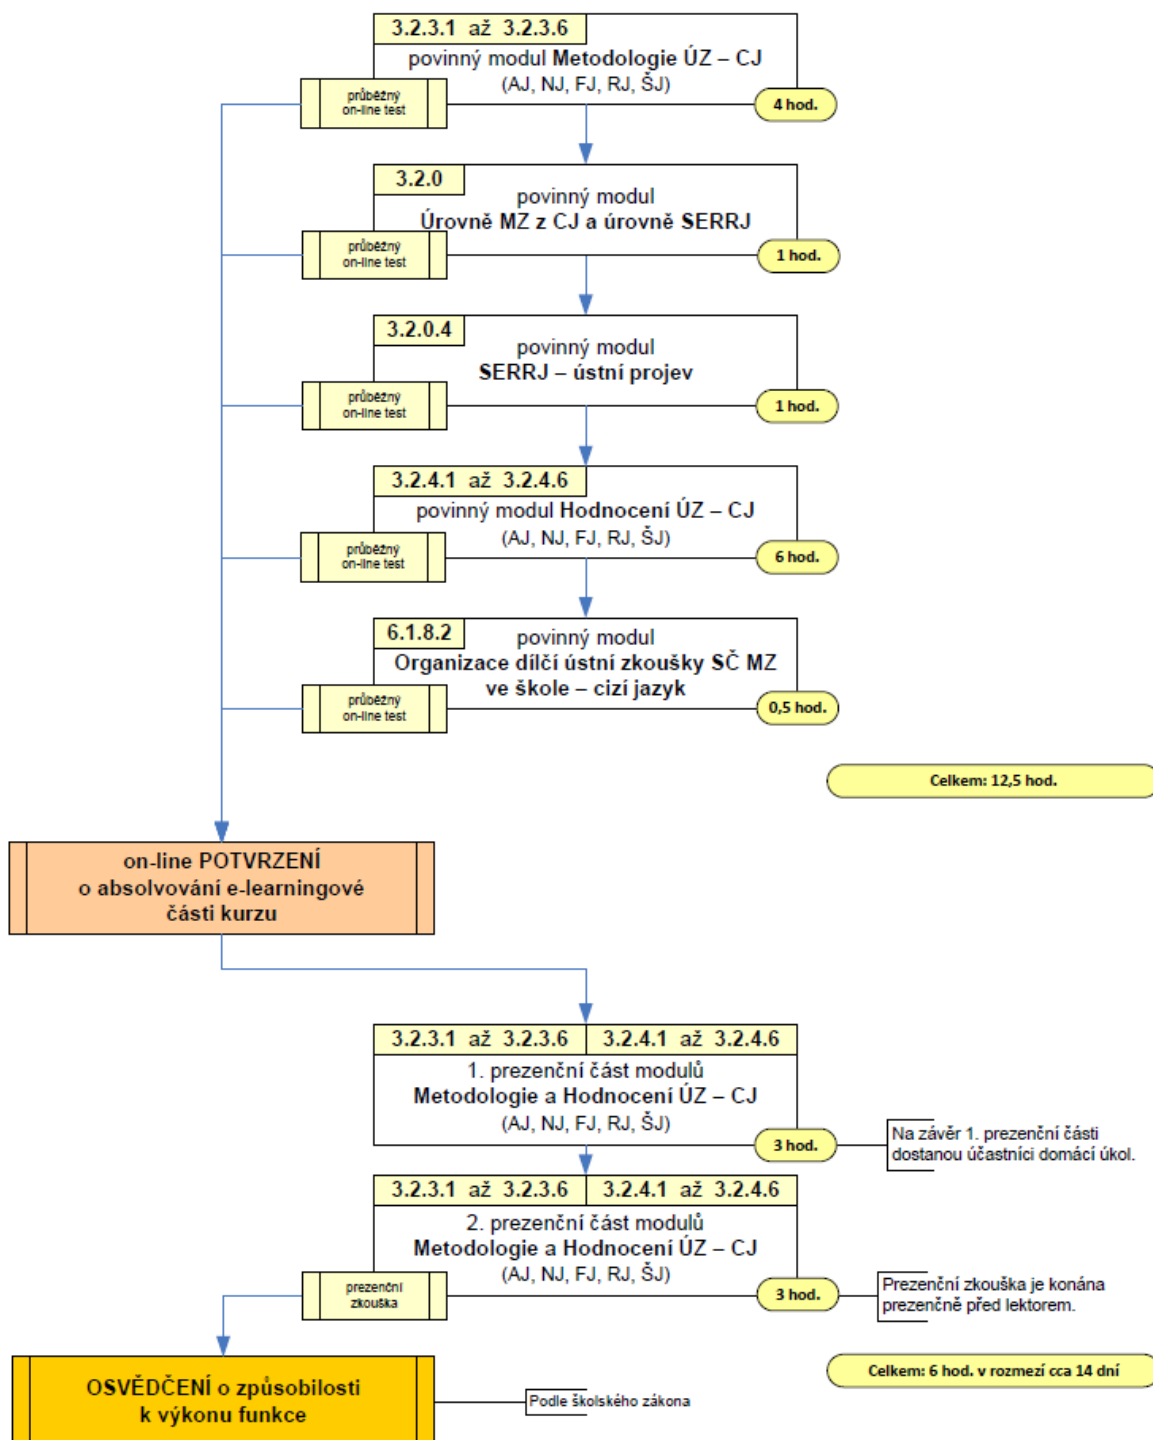 3.2.3.1 až 3.2.3.6
povinný modul Metodologie ÚZ – CJ
(AJ, NJ, FJ, RJ, ŠJ)
průběžný
on-line test
4 hod.
3.2.0
povinný modul
Úrovně MZ z CJ a úrovně SERRJ
průběžný
on-line test
1 hod.
3.2.0.4
povinný modul
SERRJ – ústní projev
průběžný
on-line test
1 hod.
3.2.4.1 až 3.2.4.6
povinný modul Hodnocení ÚZ – CJ
(AJ, NJ, FJ, RJ, ŠJ)
průběžný
on-line test
6 hod.
6.1.8.2
povinný modul
Organizace dílčí ústní zkoušky SČ MZ
ve škole – cizí jazyk
průběžný
on-line test
0,5 hod.
Celkem: 12,5 hod.
on-line POTVRZENÍ
o absolvování e-learningové
části kurzu
3.2.3.1 až 3.2.3.6 3.2.4.1 až 3.2.4.6
1. prezenční část modulů
Metodologie a Hodnocení ÚZ – CJ
(AJ, NJ, FJ, RJ, ŠJ)
3 hod.
Na závěr 1. prezenční části
dostanou účastníci domácí úkol.
3.2.3.1 až 3.2.3.6 3.2.4.1 až 3.2.4.6
2. prezenční část modulů
Metodologie a Hodnocení ÚZ – CJ
(AJ, NJ, FJ, RJ, ŠJ)
prezenční
zkouška
3 hod.
Prezenční zkouška je konána
prezenčně před lektorem.
Celkem: 6 hod. v rozmezí cca 14 dní
OSVĚDČENÍ o způsobilosti
k výkonu funkce
Podle školského zákona